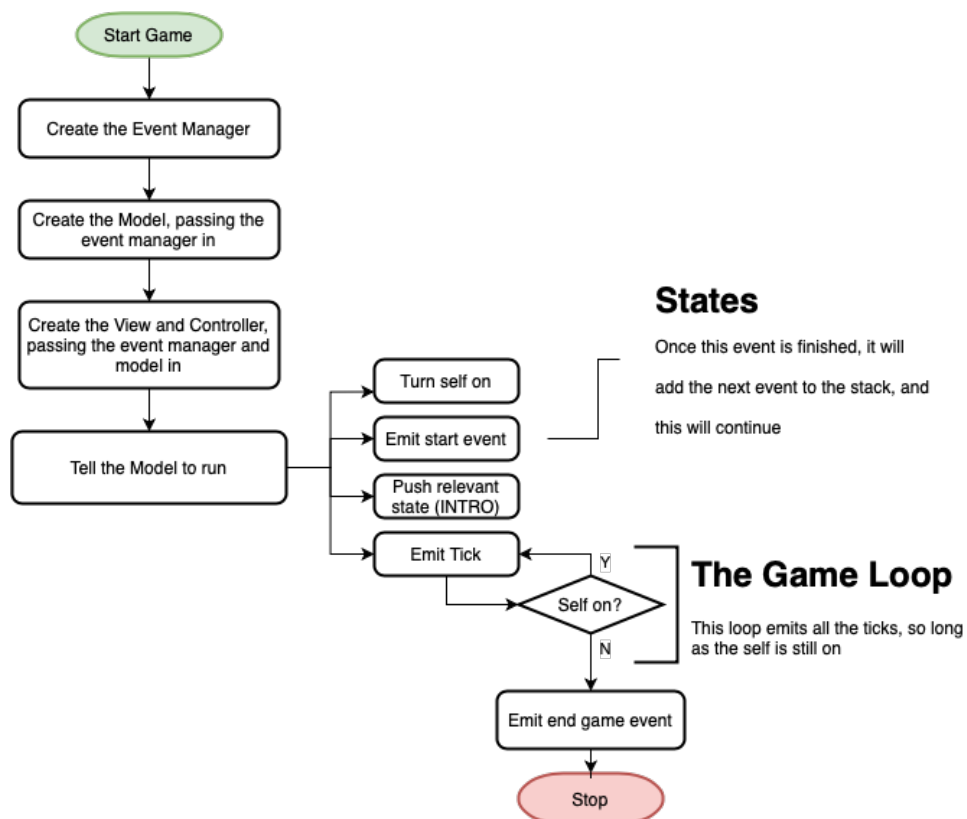 Start Game
Create the Event Manager
Create the Model, passing the
event manager in
Create the View and Controller,
passing the event manager and
model in
Tell the Model to run
Turn self on
Emit start event
Push relevant
state (INTRO)
Emit Tick
States
Once this event is finished, it will
add the next event to the stack, and
this will continue
Y
Self on?
N
The Game Loop
This loop emits all the ticks, so long
as the self is still on
Emit end game event
Stop